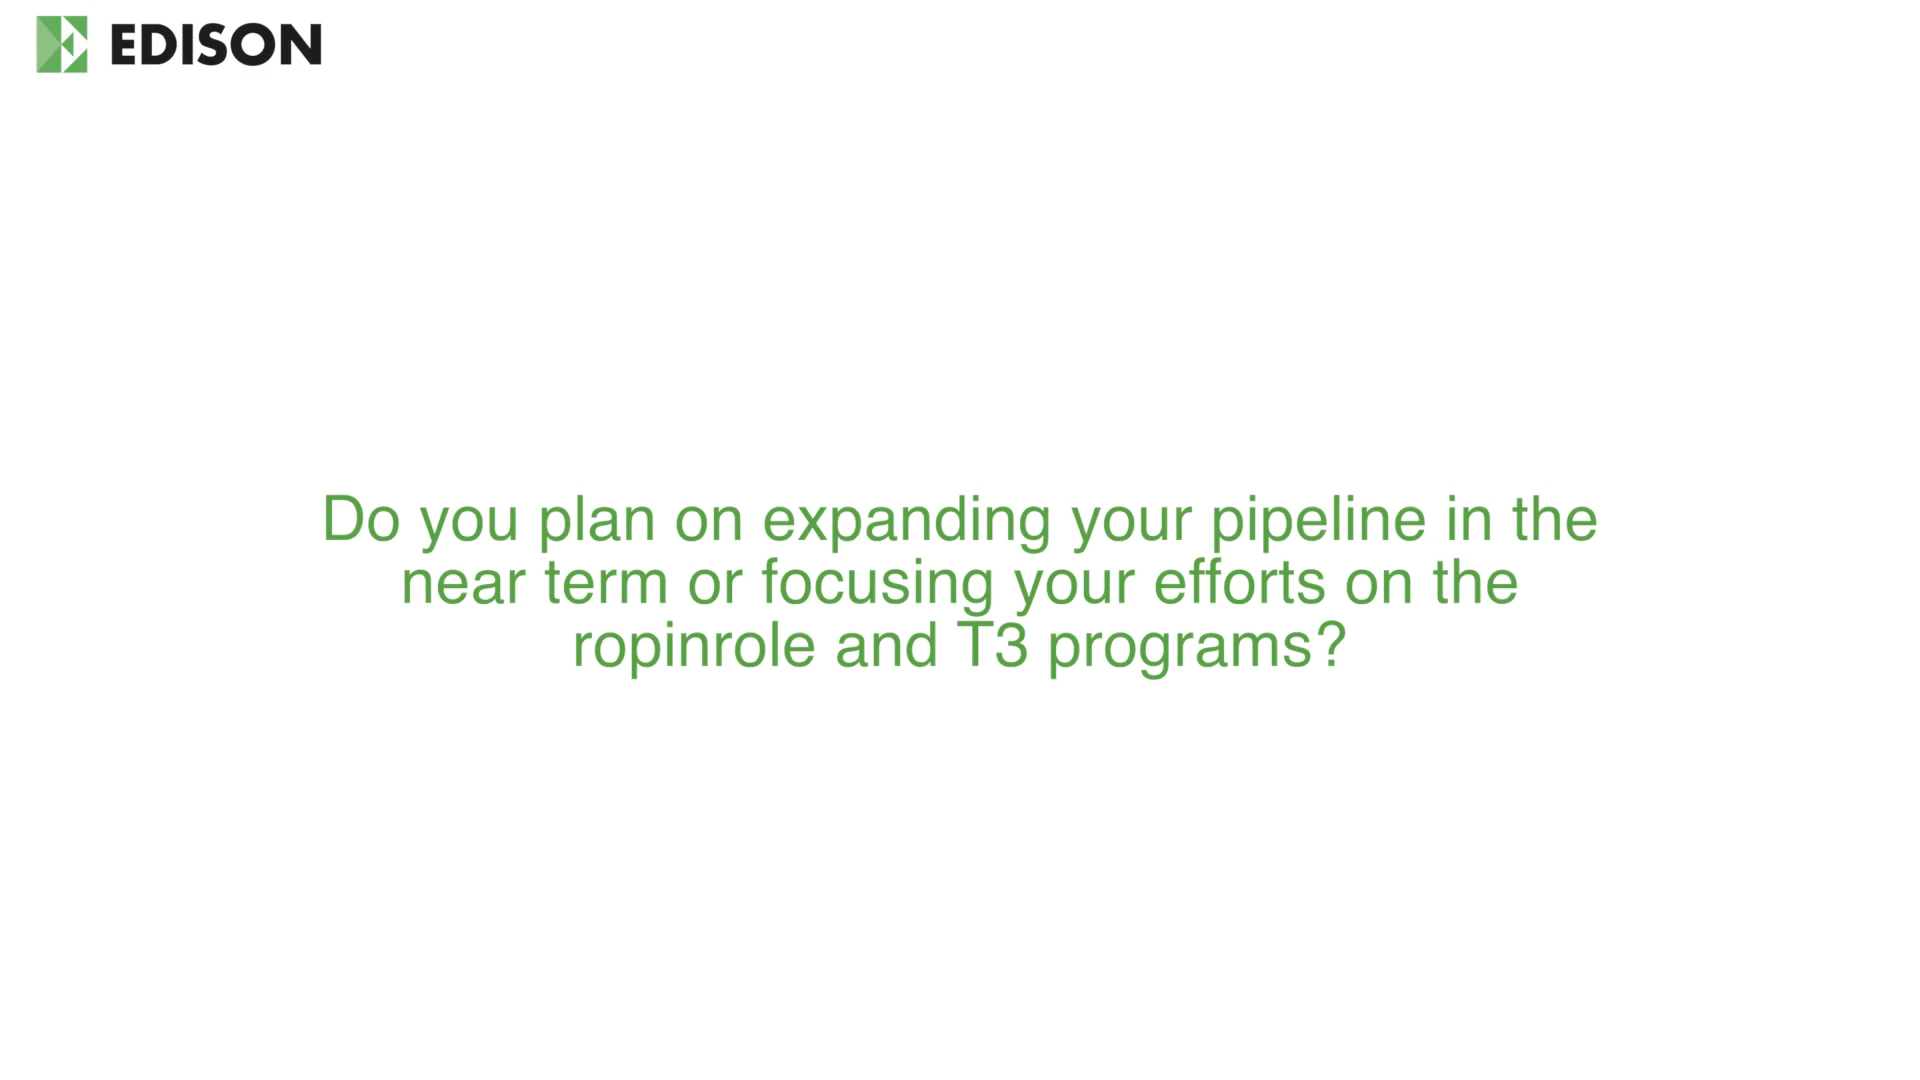 EDISON
Do you plan on expanding your pipeline in the
near term or focusing your efforts on the
ropinrole and T3 programs?